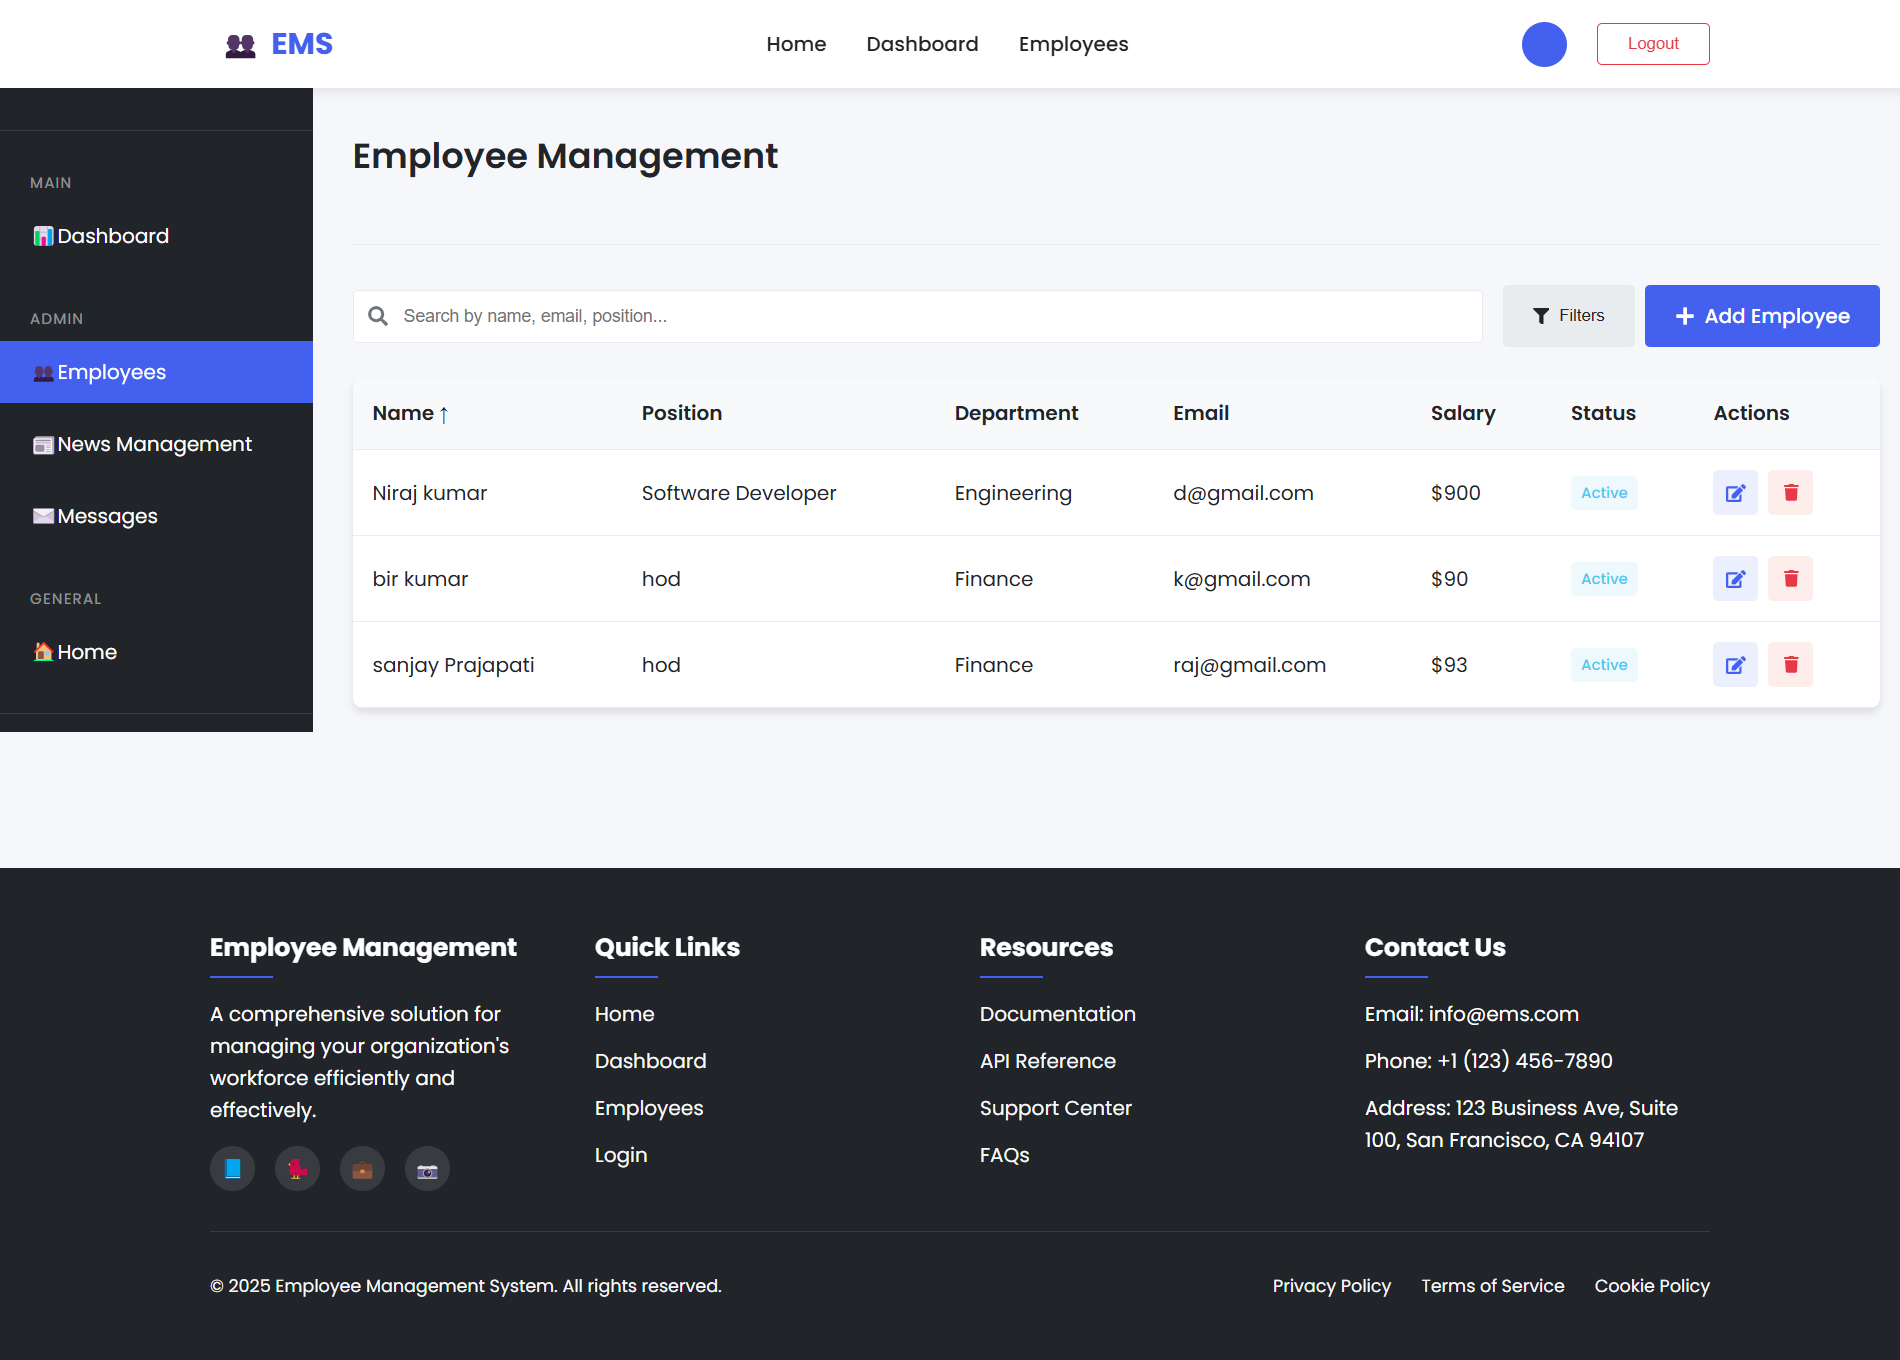 EMS
Home Dashboard Employees
Logout
MAIN
Dashboard
ADMIN
Employees
News Management
Messages
GENERAL
Home
Employee Management
Search by name, email, position...
Filters
Add Employee
Name ↑ Position Department Email Salary Status Actions
Niraj kumar Software Developer Engineering d@gmail.com $900 Active
bir kumar hod Finance k@gmail.com $90 Active
sanjay Prajapati hod Finance raj@gmail.com $93 Active
Employee Management
A comprehensive solution for
managing your organization's
workforce efficiently and
effectively.
Quick Links
Home
Dashboard
Employees
Login
Resources
Documentation
API Reference
Support Center
FAQs
Contact Us
Email: info@ems.com
Phone: +1 (123) 456-7890
Address: 123 Business Ave, Suite
100, San Francisco, CA 94107
© 2025 Employee Management System. All rights reserved.
Privacy Policy Terms of Service Cookie Policy